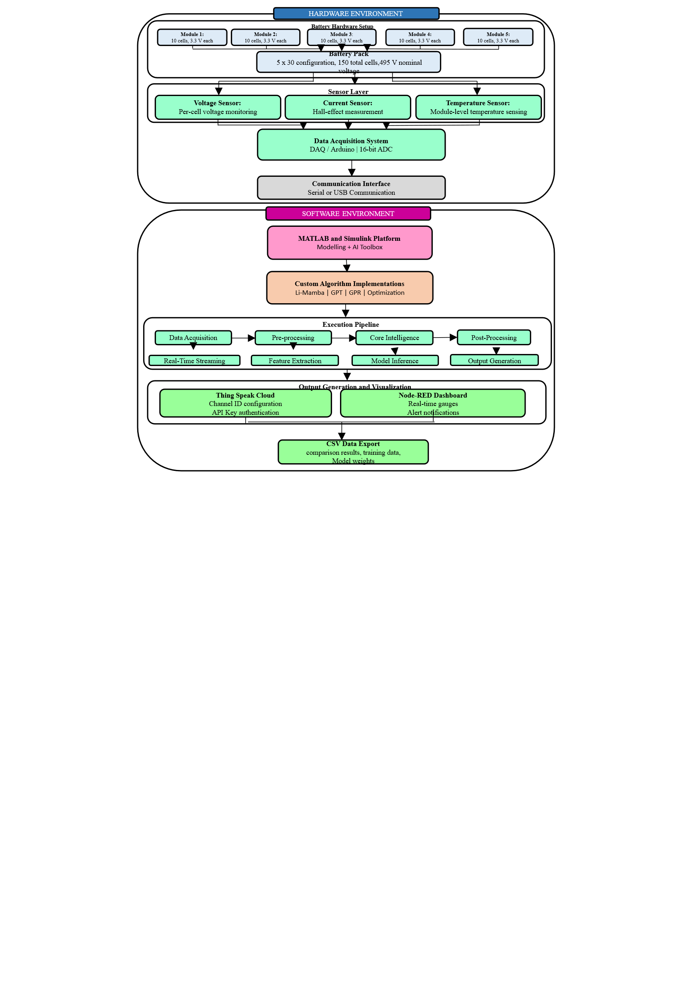 HARDWARE ENVIRONMENT
Battery Hardware Setup
Module 1:
10 cells, 3.3 V each
Module 2:
10 cells, 3.3 V each
Module 3:
10 cells, 3.3 V each
Module 4:
10 cells, 3.3 V each
Module 5:
10 cells, 3.3 V each
Battery Pack
5 x 30 configuration, 150 total cells,495 V nominal
voltage
Sensor Layer
Voltage Sensor:
Per-cell voltage monitoring
Current Sensor:
Hall-effect measurement
Temperature Sensor:
Module-level temperature sensing
Data Acquisition System
DAQ / Arduino | 16-bit ADC
Communication Interface
Serial or USB Communication
SOFTWARE ENVIRONMENT
MATLAB and Simulink Platform
Modelling + AI Toolbox
Custom Algorithm Implementations
Li-Mamba | GPT | GPR | Optimization
Execution Pipeline
Data Acquisition
Pre-processing
Core Intelligence
Post-Processing
Real-Time Streaming
Feature Extraction
Model Inference
Output Generation
Output Generation and Visualization
Thing Speak Cloud
Channel ID configuration
API Key authentication
Node-RED Dashboard
Real-time gauges
Alert notifications
CSV Data Export
comparison results, training data,
Model weights